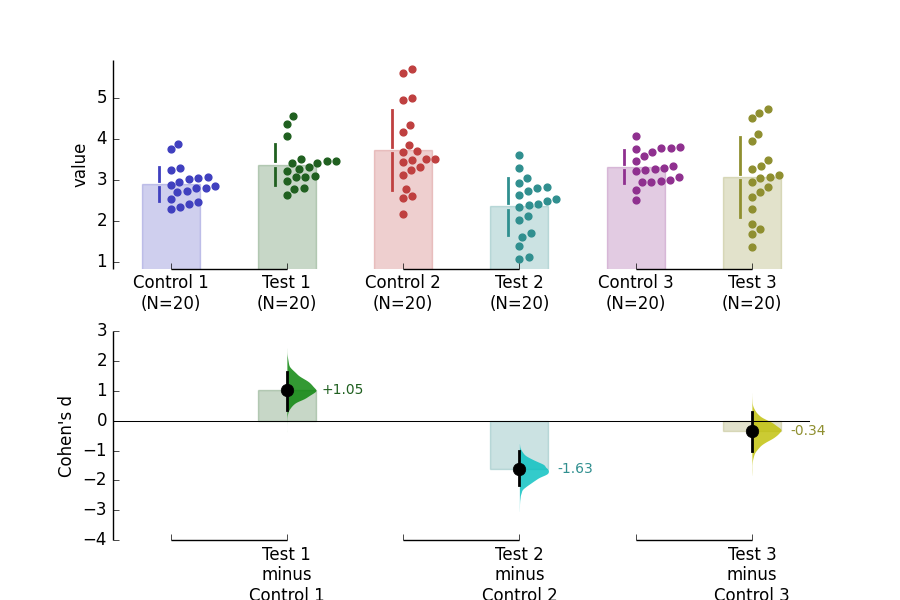 value
5
4
3
2
1
Control 1
(N=20)
Test 1
(N=20)
Control 2
(N=20)
Test 2
(N=20)
Control 3
(N=20)
Test 3
(N=20)
Cohen's d
3
2
1
0
−1
−2
−3
−4
+1.05
-1.63
-0.34
Test 1
minus
Control 1
Test 2
minus
Control 2
Test 3
minus
Control 3